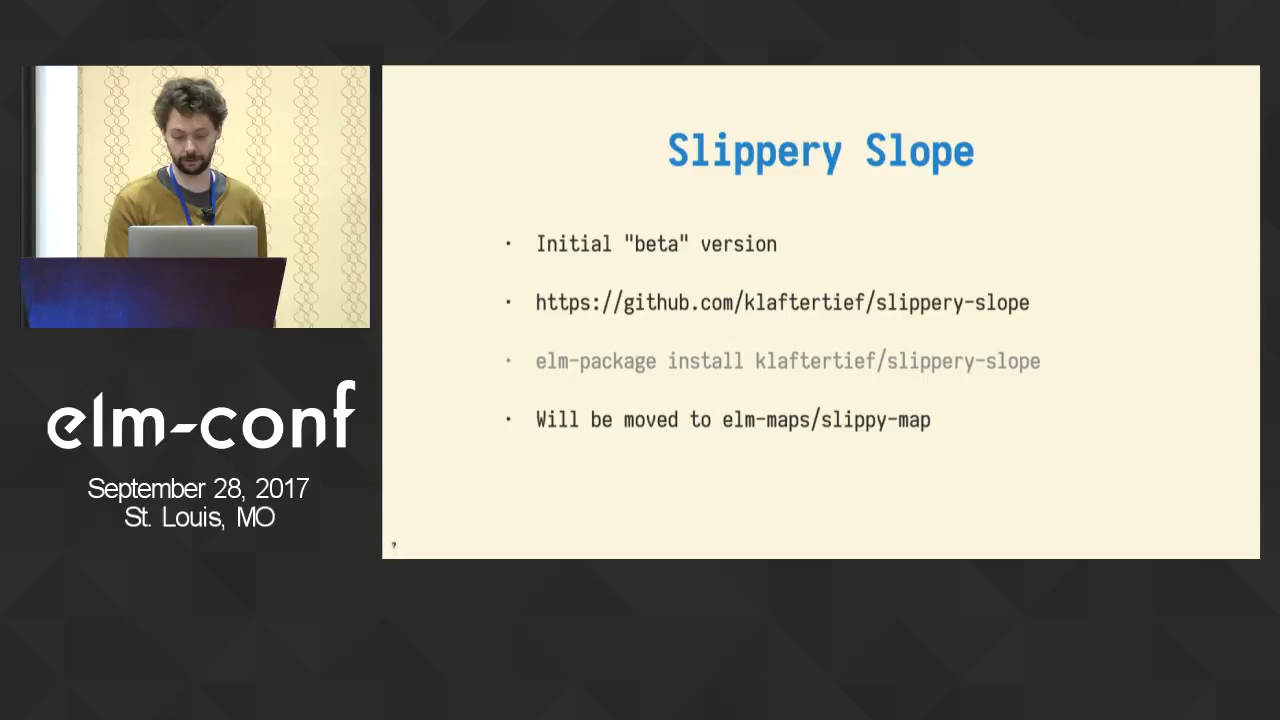 Slippery Slope
· Initial "beta" version
· https://github.com/klaftertief/slippery-slope
· elm-package install klaftertief/slippery-slope
· Will be moved to elm-maps/slippy-map
?
elm-conf
September 28, 2017
St. Louis, MO